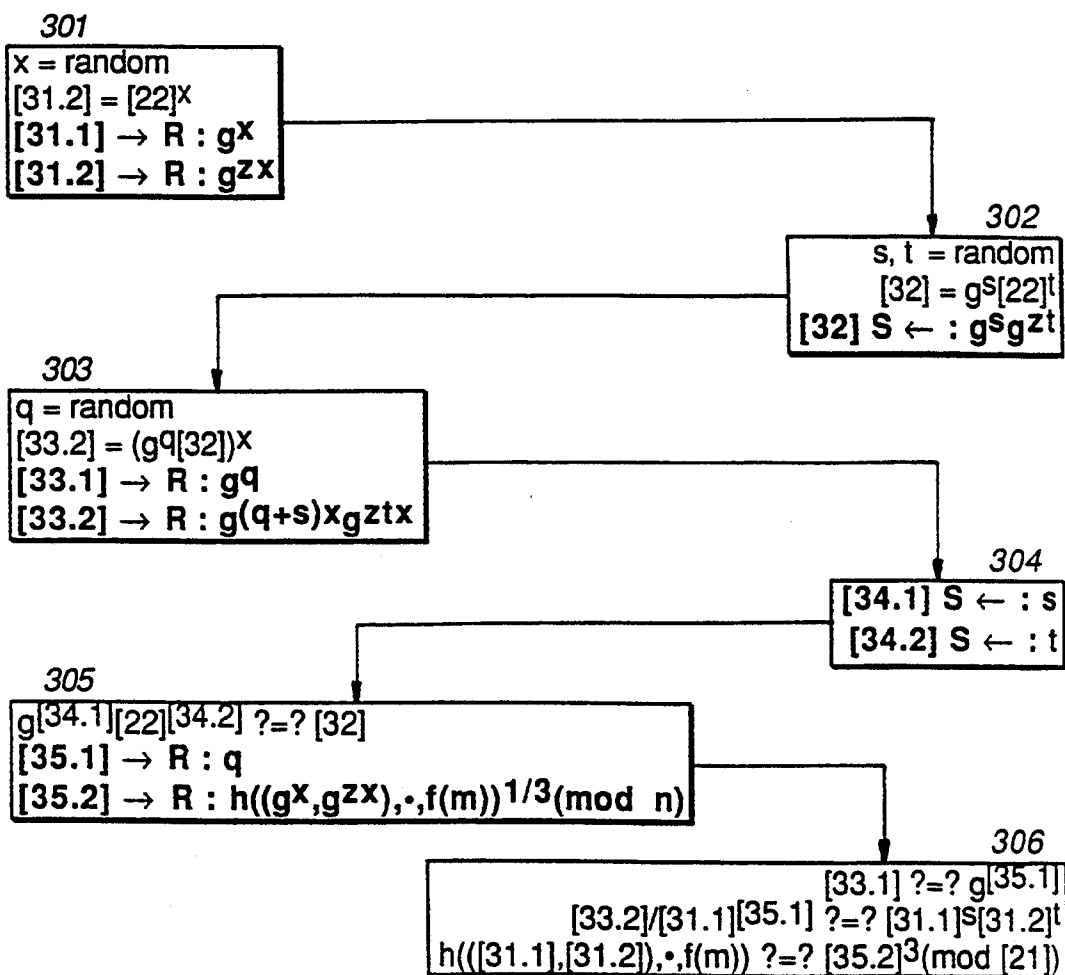 301
x = random
[31.2] = [22]ˣ
[31.1] → R : gˣ
[31.2] → R : gᶻˣ
302
s, t = random
[32] = gˢ[22]ᵗ
[32] S ← : gˢgᶻᵗ
303
q = random
[33.2] = (g^q[32])ˣ
[33.1] → R : g^q
[33.2] → R : g^(q+s)x g^ztx
304
[34.1] S ← : s
[34.2] S ← : t
305
g^[34.1][22]^[34.2] ?=? [32]
[35.1] → R : q
[35.2] → R : h((gˣ,gᶻˣ),•,f(m))^1/3(mod n)
306
[33.1] ?=? g^[35.1]
[33.2]/[31.1]^[35.1] ?=? [31.1]ˢ[31.2]ᵗ
h(([31.1],[31.2]),•,f(m)) ?=? [35.2]³(mod [21])